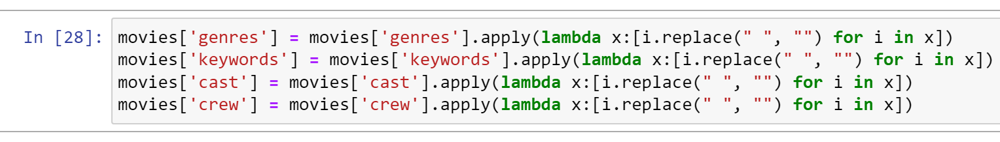 In [28]: movies['genres'] = movies['genres'].apply(lambda x:[i.replace(" ", "") for i in x])
movies['keywords'] = movies['keywords'].apply(lambda x:[i.replace(" ", "") for i in x])
movies['cast'] = movies['cast'].apply(lambda x:[i.replace(" ", "") for i in x])
movies['crew'] = movies['crew'].apply(lambda x:[i.replace(" ", "") for i in x])